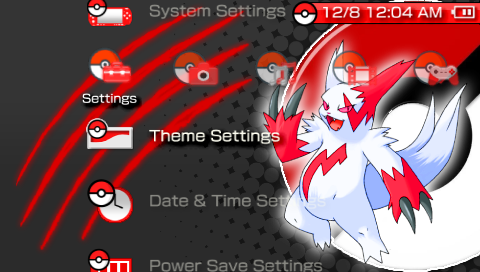 System Settings
12/8 12:04 AM
Settings
Theme Settings
Date & Time Settings
Power Save Settings